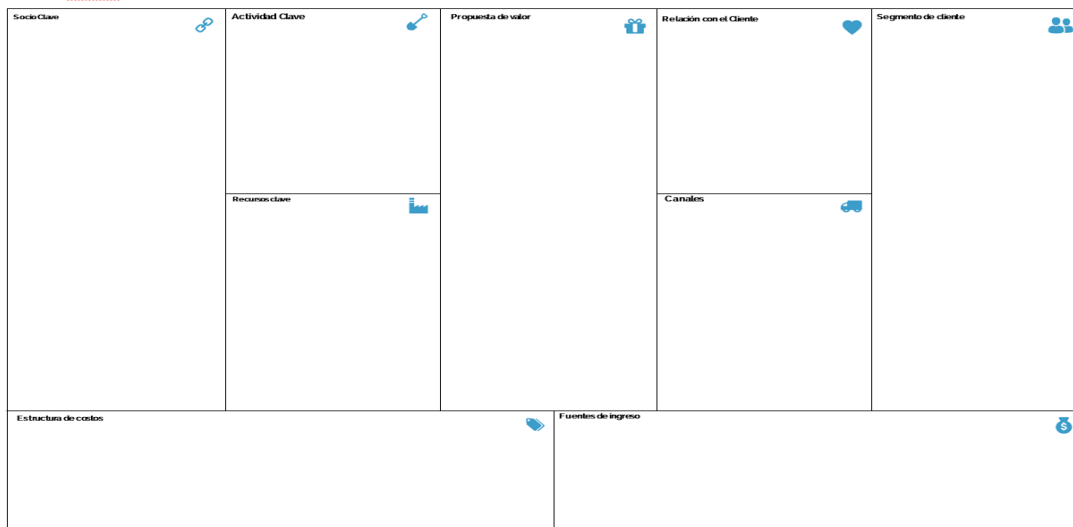 Socio Clave
Actividad Clave
Propuesta de valor
Relación con el Cliente
Segmento de cliente
Recursos clave
Canales
Estructura de costos
Fuentes de ingreso
$